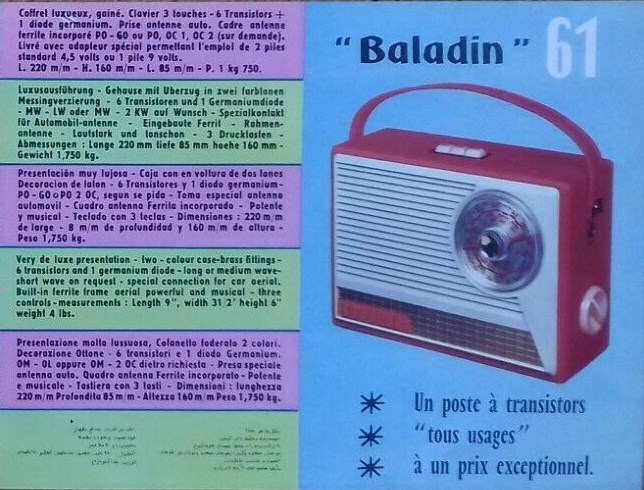 Coffret luxueux, gainé. Clavier 3 touches - 6 Transistors +
1 diode germanium. Prise antenne auto. Cadre antenne
ferrite incorporé PO - GO ou PO, OC 1, OC 2 (sur demande).
Livré avec adapteur spécial permettant l'emploi de 2 piles
standard 4,5 volts ou 1 pile 9 volts.
L. 220 m/m - H. 160 m/m - L. 85 m/m - P. 1 kg 750.
Luxusausführung - Gehause mit Uberzug in zwei farblonen
Messingverzierung - 6 Transistoren und 1 Germaniumdiode
- MW - LW oder MW - 2 KW auf Wunsch - Spezialkontakt
für Automobil-antenne - Eingebaute Ferrit - Rahmen-
antenne - Lautstark und lonschon - 3 Drucktasten -
Abmessungen : Lange 220 mm tiefe 85 mm hoehe 160 mm -
Gewicht 1,750 kg.
Presentación muy lujosa - Caja con en voltura de dos lonos
Decoracion de laton - 6 Transistores y 1 diodo germanium -
PO - GO o PO 2 OC, segun se pida - Toma especial antenna
automovil - Cuadro antenna Ferrita incorporado - Potente
y musical - Teclado con 3 teclas - Dimensiones : 220 m/m
de large - 8 m/m de profundidad y 160 m/m de altura -
Peso 1,750 kg.
Very de luxe presentation - two - colour case-brass fittings -
6 transistors and 1 germanium diode - long or medium wave-
short wave on request - special connection for car aerial.
Built-in ferrite frame aerial powerful and musical - three
controls - measurements : Length 9", width 31/2' height 6"
weight 4 lbs.
Presentazione molto lussuosa, Cofanetto foderato 2 colori.
Decorazione Ottone - 6 transistori e 1 diodo Germanium.
OM - OL oppure OM - 2 OC dietro richiesta - Presa speciale
antenna auto. Quadro antenna Ferrite incorporato - Potente
e musicale - Tastiera con 3 tasti - Dimensioni : lunghezza
220 m/m Profondita 85 m/m - Altezza 160 m/m Peso 1,750 kg.
"Baladin" 61
Un poste à transistors
"tous usages"
à un prix exceptionnel.